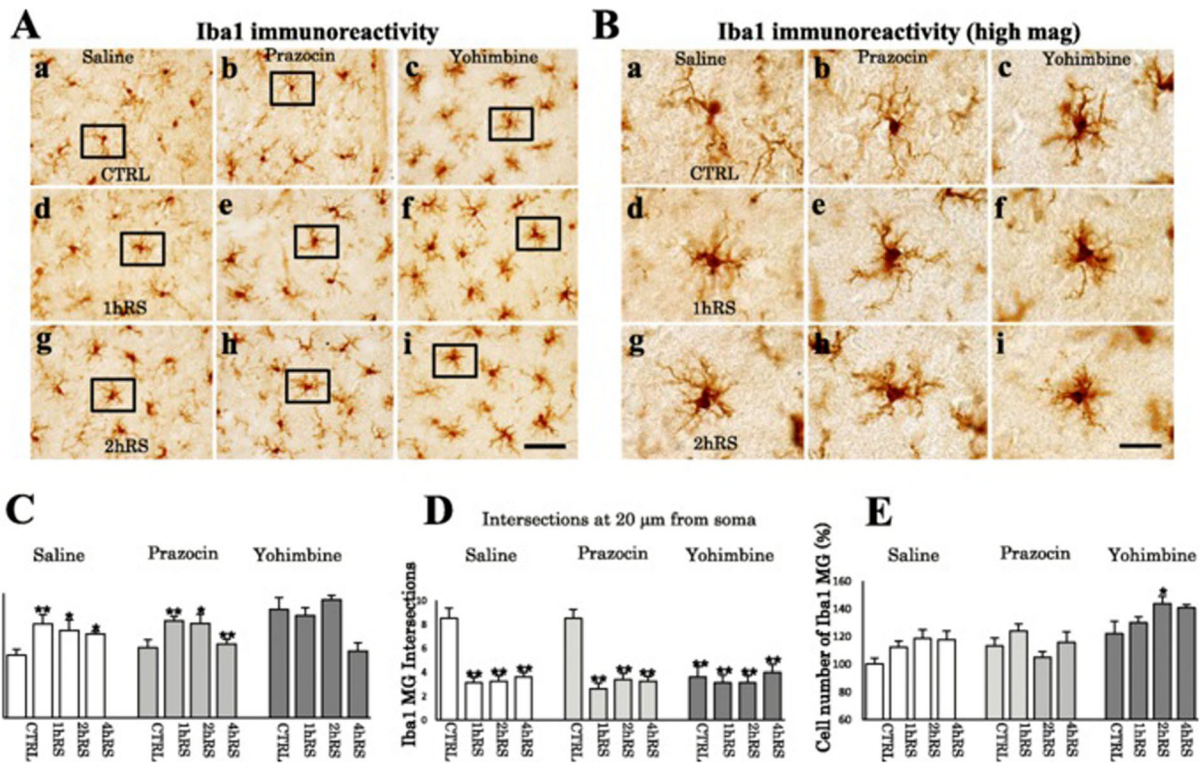 A Iba1 immunoreactivity
Saline Prazocin Yohimbine
a b c
CTRL
d e f
1hRS
g h i
2hRS
B Iba1 immunoreactivity (high mag)
Saline Prazocin Yohimbine
a b c
CTRL
d e f
1hRS
g h i
2hRS
C
Saline Prazocin Yohimbine
** * * ** * **
CTRL 1hRS 2hRS 4hRS CTRL 1hRS 2hRS 4hRS CTRL 1hRS 2hRS 4hRS
D Intersections at 20 μm from soma
Saline Prazocin Yohimbine
Iba1 MG Intersections
10
8
6
4
2
0
** ** ** ** ** ** ** ** ** **
CTRL 1hRS 2hRS 4hRS CTRL 1hRS 2hRS 4hRS CTRL 1hRS 2hRS 4hRS
E
Saline Prazocin Yohimbine
Cell number of Iba1 MG (%)
160
140
120
100
80
60
*
CTRL 1hRS 2hRS 4hRS CTRL 1hRS 2hRS 4hRS CTRL 1hRS 2hRS 4hRS